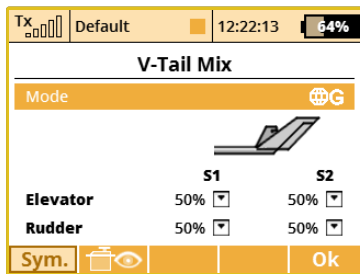 Tx Default 12:22:13 64%
V-Tail Mix
Mode G
S1 S2
Elevator 50% 50%
Rudder 50% 50%
Sym. Ok